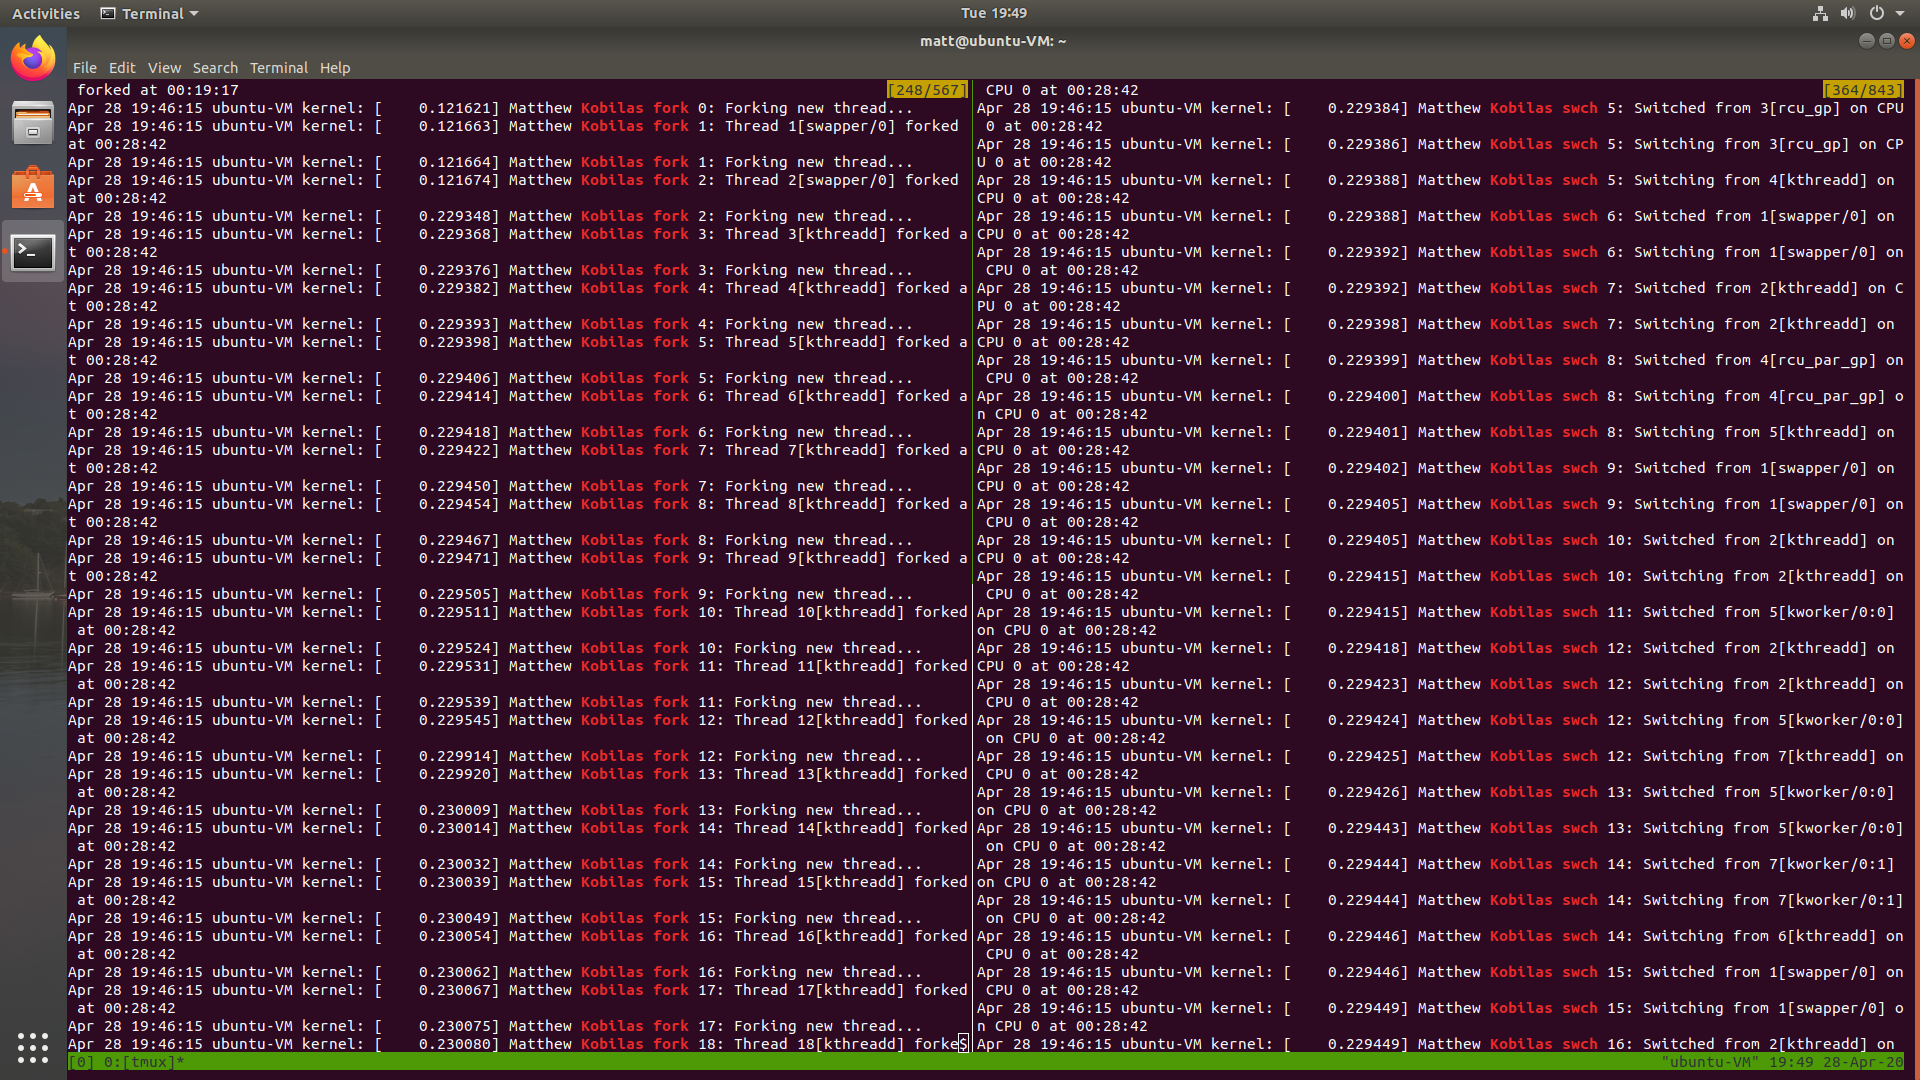 Activities
Terminal
Tue 19:49
matt@ubuntu-VM: ~
File Edit View Search Terminal Help
 forked at 00:19:17 [248/567]
Apr 28 19:46:15 ubuntu-VM kernel: [    0.121621] Matthew Kobilas fork 0: Forking new thread...
Apr 28 19:46:15 ubuntu-VM kernel: [    0.121663] Matthew Kobilas fork 1: Thread 1[swapper/0] forked
at 00:28:42
Apr 28 19:46:15 ubuntu-VM kernel: [    0.121664] Matthew Kobilas fork 1: Forking new thread...
Apr 28 19:46:15 ubuntu-VM kernel: [    0.121674] Matthew Kobilas fork 2: Thread 2[swapper/0] forked
at 00:28:42
Apr 28 19:46:15 ubuntu-VM kernel: [    0.229348] Matthew Kobilas fork 2: Forking new thread...
Apr 28 19:46:15 ubuntu-VM kernel: [    0.229368] Matthew Kobilas fork 3: Thread 3[kthreadd] forked a
t 00:28:42
Apr 28 19:46:15 ubuntu-VM kernel: [    0.229376] Matthew Kobilas fork 3: Forking new thread...
Apr 28 19:46:15 ubuntu-VM kernel: [    0.229382] Matthew Kobilas fork 4: Thread 4[kthreadd] forked a
t 00:28:42
Apr 28 19:46:15 ubuntu-VM kernel: [    0.229393] Matthew Kobilas fork 4: Forking new thread...
Apr 28 19:46:15 ubuntu-VM kernel: [    0.229398] Matthew Kobilas fork 5: Thread 5[kthreadd] forked a
t 00:28:42
Apr 28 19:46:15 ubuntu-VM kernel: [    0.229406] Matthew Kobilas fork 5: Forking new thread...
Apr 28 19:46:15 ubuntu-VM kernel: [    0.229414] Matthew Kobilas fork 6: Thread 6[kthreadd] forked a
t 00:28:42
Apr 28 19:46:15 ubuntu-VM kernel: [    0.229418] Matthew Kobilas fork 6: Forking new thread...
Apr 28 19:46:15 ubuntu-VM kernel: [    0.229422] Matthew Kobilas fork 7: Thread 7[kthreadd] forked a
t 00:28:42
Apr 28 19:46:15 ubuntu-VM kernel: [    0.229450] Matthew Kobilas fork 7: Forking new thread...
Apr 28 19:46:15 ubuntu-VM kernel: [    0.229454] Matthew Kobilas fork 8: Thread 8[kthreadd] forked a
t 00:28:42
Apr 28 19:46:15 ubuntu-VM kernel: [    0.229467] Matthew Kobilas fork 8: Forking new thread...
Apr 28 19:46:15 ubuntu-VM kernel: [    0.229471] Matthew Kobilas fork 9: Thread 9[kthreadd] forked a
t 00:28:42
Apr 28 19:46:15 ubuntu-VM kernel: [    0.229505] Matthew Kobilas fork 9: Forking new thread...
Apr 28 19:46:15 ubuntu-VM kernel: [    0.229511] Matthew Kobilas fork 10: Thread 10[kthreadd] forked
 at 00:28:42
Apr 28 19:46:15 ubuntu-VM kernel: [    0.229524] Matthew Kobilas fork 10: Forking new thread...
Apr 28 19:46:15 ubuntu-VM kernel: [    0.229531] Matthew Kobilas fork 11: Thread 11[kthreadd] forked
 at 00:28:42
Apr 28 19:46:15 ubuntu-VM kernel: [    0.229539] Matthew Kobilas fork 11: Forking new thread...
Apr 28 19:46:15 ubuntu-VM kernel: [    0.229545] Matthew Kobilas fork 12: Thread 12[kthreadd] forked
 at 00:28:42
Apr 28 19:46:15 ubuntu-VM kernel: [    0.229914] Matthew Kobilas fork 12: Forking new thread...
Apr 28 19:46:15 ubuntu-VM kernel: [    0.229920] Matthew Kobilas fork 13: Thread 13[kthreadd] forked
 at 00:28:42
Apr 28 19:46:15 ubuntu-VM kernel: [    0.230009] Matthew Kobilas fork 13: Forking new thread...
Apr 28 19:46:15 ubuntu-VM kernel: [    0.230014] Matthew Kobilas fork 14: Thread 14[kthreadd] forked
 at 00:28:42
Apr 28 19:46:15 ubuntu-VM kernel: [    0.230032] Matthew Kobilas fork 14: Forking new thread...
Apr 28 19:46:15 ubuntu-VM kernel: [    0.230039] Matthew Kobilas fork 15: Thread 15[kthreadd] forked
 at 00:28:42
Apr 28 19:46:15 ubuntu-VM kernel: [    0.230049] Matthew Kobilas fork 15: Forking new thread...
Apr 28 19:46:15 ubuntu-VM kernel: [    0.230054] Matthew Kobilas fork 16: Thread 16[kthreadd] forked
 at 00:28:42
Apr 28 19:46:15 ubuntu-VM kernel: [    0.230062] Matthew Kobilas fork 16: Forking new thread...
Apr 28 19:46:15 ubuntu-VM kernel: [    0.230067] Matthew Kobilas fork 17: Thread 17[kthreadd] forked
 at 00:28:42
Apr 28 19:46:15 ubuntu-VM kernel: [    0.230075] Matthew Kobilas fork 17: Forking new thread...
Apr 28 19:46:15 ubuntu-VM kernel: [    0.230080] Matthew Kobilas fork 18: Thread 18[kthreadd] forke$
 CPU 0 at 00:28:42 [364/843]
Apr 28 19:46:15 ubuntu-VM kernel: [    0.229384] Matthew Kobilas swch 5: Switched from 3[rcu_gp] on CPU
 0 at 00:28:42
Apr 28 19:46:15 ubuntu-VM kernel: [    0.229386] Matthew Kobilas swch 5: Switching from 3[rcu_gp] on CP
U 0 at 00:28:42
Apr 28 19:46:15 ubuntu-VM kernel: [    0.229388] Matthew Kobilas swch 5: Switching from 4[kthreadd] on
CPU 0 at 00:28:42
Apr 28 19:46:15 ubuntu-VM kernel: [    0.229388] Matthew Kobilas swch 6: Switched from 1[swapper/0] on
CPU 0 at 00:28:42
Apr 28 19:46:15 ubuntu-VM kernel: [    0.229392] Matthew Kobilas swch 6: Switching from 1[swapper/0] on
 CPU 0 at 00:28:42
Apr 28 19:46:15 ubuntu-VM kernel: [    0.229392] Matthew Kobilas swch 7: Switched from 2[kthreadd] on C
PU 0 at 00:28:42
Apr 28 19:46:15 ubuntu-VM kernel: [    0.229398] Matthew Kobilas swch 7: Switching from 2[kthreadd] on
CPU 0 at 00:28:42
Apr 28 19:46:15 ubuntu-VM kernel: [    0.229399] Matthew Kobilas swch 8: Switched from 4[rcu_par_gp] on
 CPU 0 at 00:28:42
Apr 28 19:46:15 ubuntu-VM kernel: [    0.229400] Matthew Kobilas swch 8: Switching from 4[rcu_par_gp] o
n CPU 0 at 00:28:42
Apr 28 19:46:15 ubuntu-VM kernel: [    0.229401] Matthew Kobilas swch 8: Switching from 5[kthreadd] on
CPU 0 at 00:28:42
Apr 28 19:46:15 ubuntu-VM kernel: [    0.229402] Matthew Kobilas swch 9: Switched from 1[swapper/0] on
CPU 0 at 00:28:42
Apr 28 19:46:15 ubuntu-VM kernel: [    0.229405] Matthew Kobilas swch 9: Switching from 1[swapper/0] on
 CPU 0 at 00:28:42
Apr 28 19:46:15 ubuntu-VM kernel: [    0.229405] Matthew Kobilas swch 10: Switched from 2[kthreadd] on
CPU 0 at 00:28:42
Apr 28 19:46:15 ubuntu-VM kernel: [    0.229415] Matthew Kobilas swch 10: Switching from 2[kthreadd] on
 CPU 0 at 00:28:42
Apr 28 19:46:15 ubuntu-VM kernel: [    0.229415] Matthew Kobilas swch 11: Switched from 5[kworker/0:0]
on CPU 0 at 00:28:42
Apr 28 19:46:15 ubuntu-VM kernel: [    0.229418] Matthew Kobilas swch 12: Switched from 2[kthreadd] on
CPU 0 at 00:28:42
Apr 28 19:46:15 ubuntu-VM kernel: [    0.229423] Matthew Kobilas swch 12: Switching from 2[kthreadd] on
 CPU 0 at 00:28:42
Apr 28 19:46:15 ubuntu-VM kernel: [    0.229424] Matthew Kobilas swch 12: Switching from 5[kworker/0:0]
 on CPU 0 at 00:28:42
Apr 28 19:46:15 ubuntu-VM kernel: [    0.229425] Matthew Kobilas swch 12: Switching from 7[kthreadd] on
 CPU 0 at 00:28:42
Apr 28 19:46:15 ubuntu-VM kernel: [    0.229426] Matthew Kobilas swch 13: Switched from 5[kworker/0:0]
on CPU 0 at 00:28:42
Apr 28 19:46:15 ubuntu-VM kernel: [    0.229443] Matthew Kobilas swch 13: Switching from 5[kworker/0:0]
 on CPU 0 at 00:28:42
Apr 28 19:46:15 ubuntu-VM kernel: [    0.229444] Matthew Kobilas swch 14: Switched from 7[kworker/0:1]
on CPU 0 at 00:28:42
Apr 28 19:46:15 ubuntu-VM kernel: [    0.229444] Matthew Kobilas swch 14: Switching from 7[kworker/0:1]
 on CPU 0 at 00:28:42
Apr 28 19:46:15 ubuntu-VM kernel: [    0.229446] Matthew Kobilas swch 14: Switching from 6[kthreadd] on
 CPU 0 at 00:28:42
Apr 28 19:46:15 ubuntu-VM kernel: [    0.229446] Matthew Kobilas swch 15: Switched from 1[swapper/0] on
 CPU 0 at 00:28:42
Apr 28 19:46:15 ubuntu-VM kernel: [    0.229449] Matthew Kobilas swch 15: Switching from 1[swapper/0] o
n CPU 0 at 00:28:42
Apr 28 19:46:15 ubuntu-VM kernel: [    0.229449] Matthew Kobilas swch 16: Switched from 2[kthreadd] on
[0] 0:[tmux]* "ubuntu-VM" 19:49 28-Apr-20